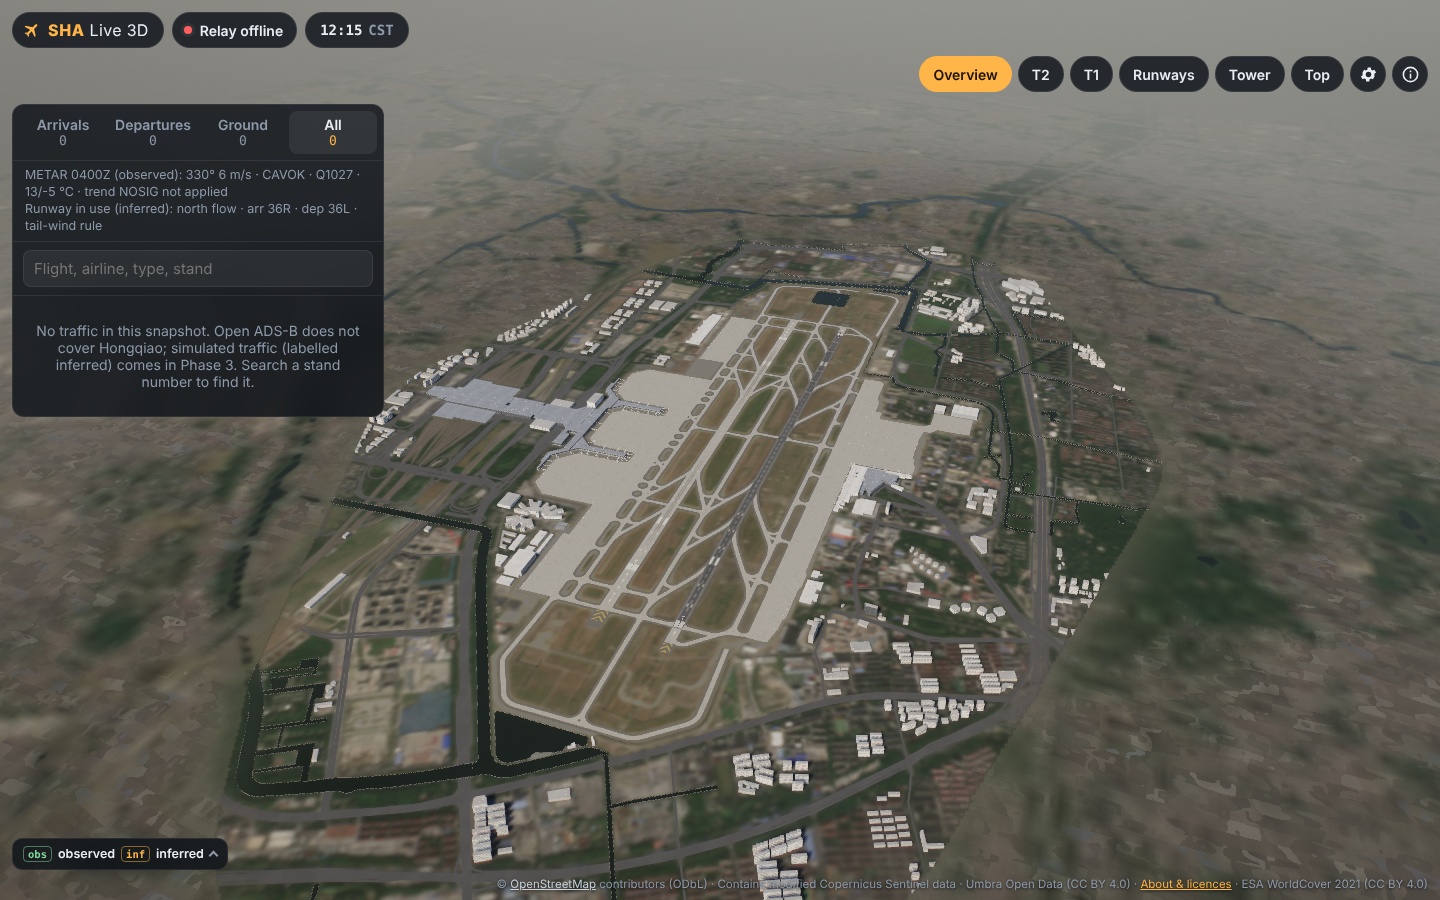 SHA Live 3D
Relay offline
12:15 CST
Overview
T2
T1
Runways
Tower
Top
Arrivals
0
Departures
0
Ground
0
All
0
METAR 0400Z (observed): 330° 6 m/s · CAVOK · Q1027 ·
13/-5 °C · trend NOSIG not applied
Runway in use (inferred): north flow · arr 36R · dep 36L ·
tail-wind rule
Flight, airline, type, stand
No traffic in this snapshot. Open ADS-B does not
cover Hongqiao; simulated traffic (labelled
inferred) comes in Phase 3. Search a stand
number to find it.
obs observed inf inferred
© OpenStreetMap contributors (ODbL) · Contains modified Copernicus Sentinel data · Umbra Open Data (CC BY 4.0) · About & licences · ESA WorldCover 2021 (CC BY 4.0)